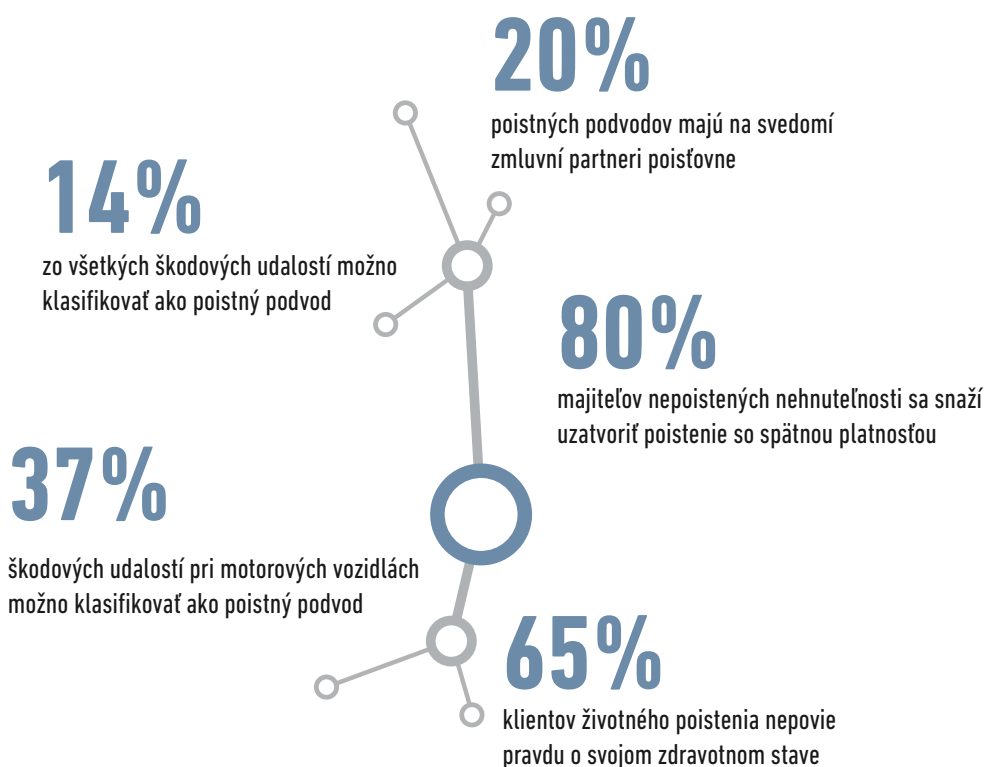 20%
poistných podvodov majú na svedomí
zmluvní partneri poisťovne
14%
zo všetkých škodových udalostí možno
klasifikovať ako poistný podvod
80%
majiteľov nepoistených nehnuteľnosti sa snaží
uzatvoriť poistenie so spätnou platnosťou
37%
škodových udalostí pri motorových vozidlách
možno klasifikovať ako poistný podvod
65%
klientov životného poistenia nepovie
pravdu o svojom zdravotnom stave